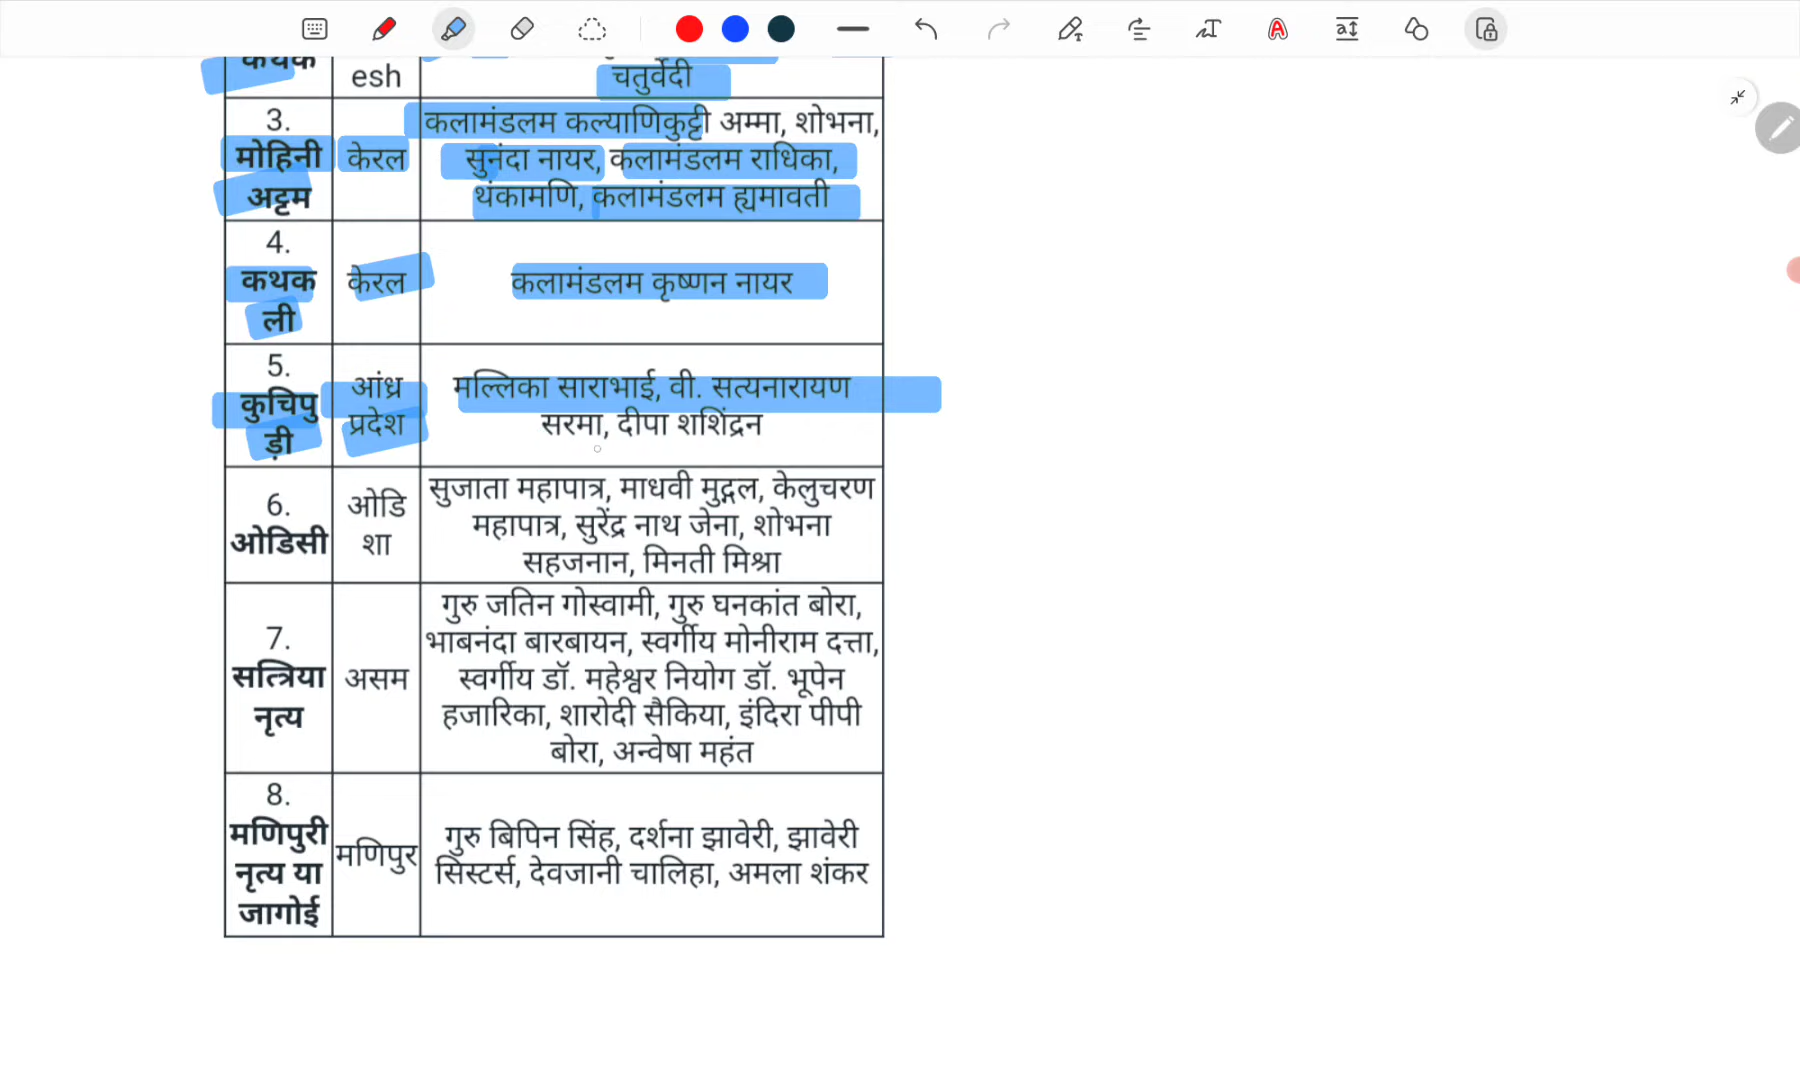 कथक
esh
चतुर्वेदी
3.
मोहिनी
अट्टम
केरल
कलामंडलम कल्याणिकुट्टी अम्मा, शोभना,
सुनंदा नायर, कलामंडलम राधिका,
थंकामणि, कलामंडलम ह्यमावती
4.
कथक
ली
केरल
कलामंडलम कृष्णन नायर
5.
कुचिपु
ड़ी
आंध्र
प्रदेश
मल्लिका साराभाई, वी. सत्यनारायण
सरमा, दीपा शशिंद्रन
6.
ओडिसी
ओडि
शा
सुजाता महापात्र, माधवी मुद्गल, केलुचरण
महापात्र, सुरेंद्र नाथ जेना, शोभना
सहजनान, मिनती मिश्रा
7.
सत्त्रिया
नृत्य
असम
गुरु जतिन गोस्वामी, गुरु घनकांत बोरा,
भाबनंदा बारबायन, स्वर्गीय मोनीराम दत्ता,
स्वर्गीय डॉ. महेश्वर नियोग डॉ. भूपेन
हजारिका, शारोदी सैकिया, इंदिरा पीपी
बोरा, अन्वेषा महंत
8.
मणिपुरी
नृत्य या
जागोई
मणिपुर
गुरु बिपिन सिंह, दर्शना झावेरी, झावेरी
सिस्टर्स, देवजानी चालिहा, अमला शंकर